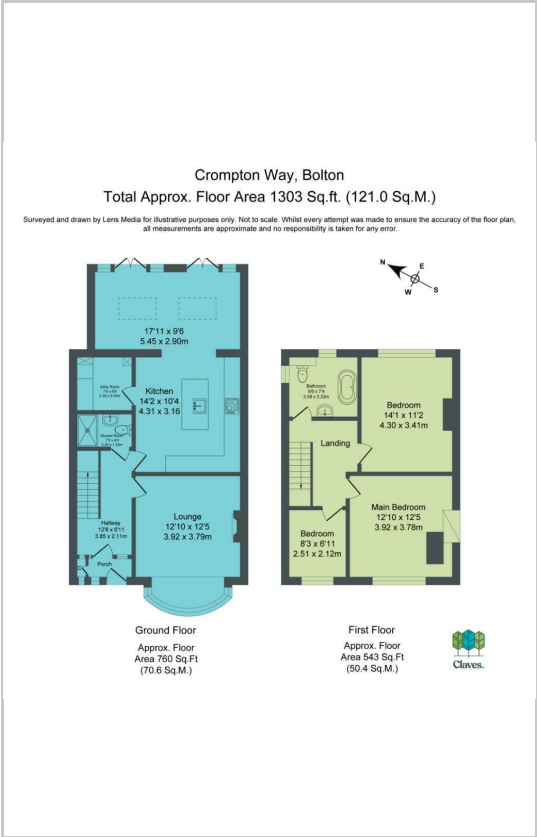 Crompton Way, Bolton
Total Approx. Floor Area 1303 Sq.ft. (121.0 Sq.M.)
Surveyed and drawn by Lens Media for illustrative purposes only. Not to scale. Whilst every attempt was made to ensure the accuracy of the floor plan,
all measurements are approximate and no responsibility is taken for any error.
N
E
W
S
17'11 x 9'6
5.45 x 2.90m
Utility Room
Kitchen
14'2 x 10'4
4.31 x 3.16
Shower Room
Hallway
12'8 x 6'11
3.85 x 2.11m
Lounge
12'10 x 12'5
3.92 x 3.79m
Porch
C
Bathroom
Bedroom
14'1 x 11'2
4.30 x 3.41m
Landing
Main Bedroom
12'10 x 12'5
3.92 x 3.78m
Bedroom
8'3 x 6'11
2.51 x 2.12m
Ground Floor
Approx. Floor
Area 760 Sq.Ft
(70.6 Sq.M.)
First Floor
Approx. Floor
Area 543 Sq.Ft
(50.4 Sq.M.)
Claves.